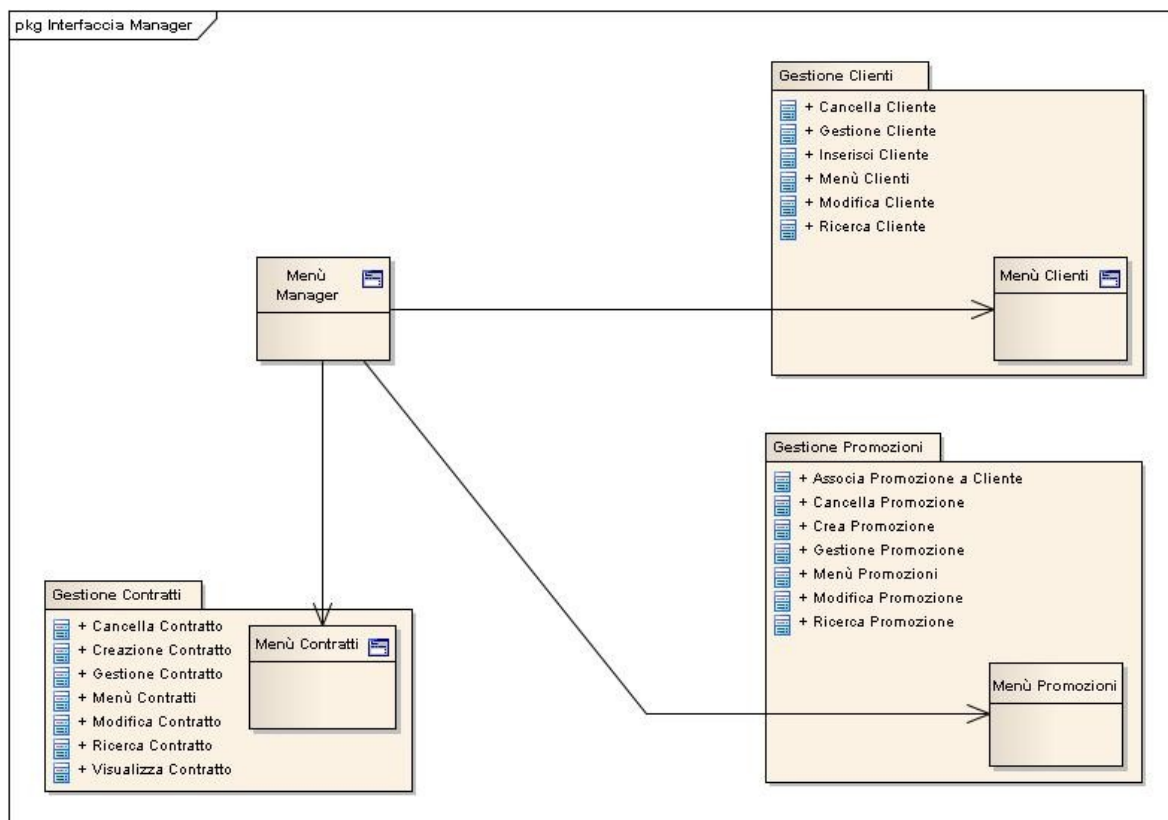 pkg Interfaccia Manager
Gestione Clienti
+ Cancella Cliente
+ Gestione Cliente
+ Inserisci Cliente
+ Menù Clienti
+ Modifica Cliente
+ Ricerca Cliente
Menù Clienti
Menù
Manager
Gestione Promozioni
+ Associa Promozione a Cliente
+ Cancella Promozione
+ Crea Promozione
+ Gestione Promozione
+ Menù Promozioni
+ Modifica Promozione
+ Ricerca Promozione
Menù Promozioni
Gestione Contratti
+ Cancella Contratto
+ Creazione Contratto
+ Gestione Contratto
+ Menù Contratti
+ Modifica Contratto
+ Ricerca Contratto
+ Visualizza Contratto
Menù Contratti